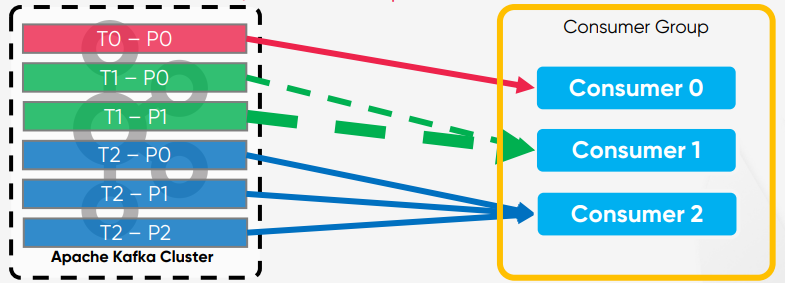 T0 – P0
T1 – P0
T1 – P1
T2 – P0
T2 – P1
T2 – P2
Apache Kafka Cluster
Consumer Group
Consumer 0
Consumer 1
Consumer 2